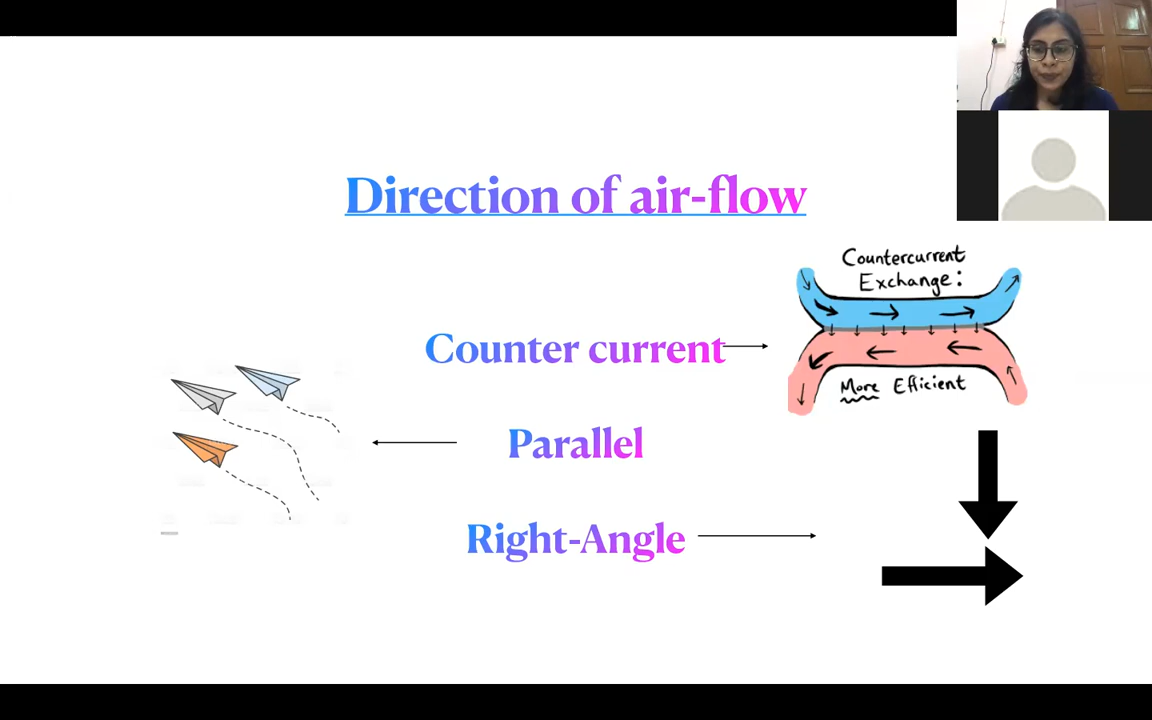 Direction of air-flow
Countercurrent
Exchange:
Counter current
More Efficient
Parallel
Right-Angle